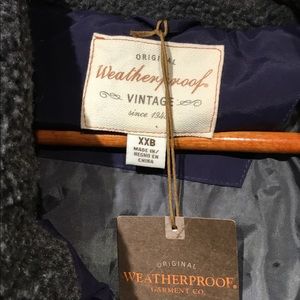 ORIGINAL
Weatherproof
VINTAGE
since 1948
XXB
MADE IN/
HECHO EN
CHINA
ORIGINAL
WEATHERPROOF
GARMENT CO.